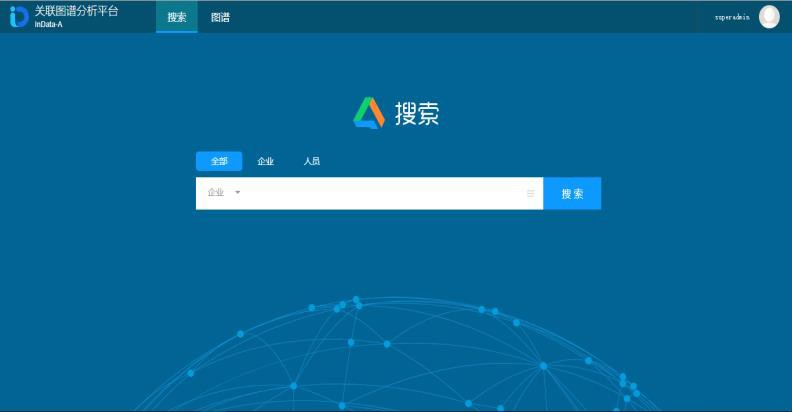 关联图谱分析平台
InData-A
搜索
图谱
superadmin
搜索
全部
企业
人员
企业
搜索